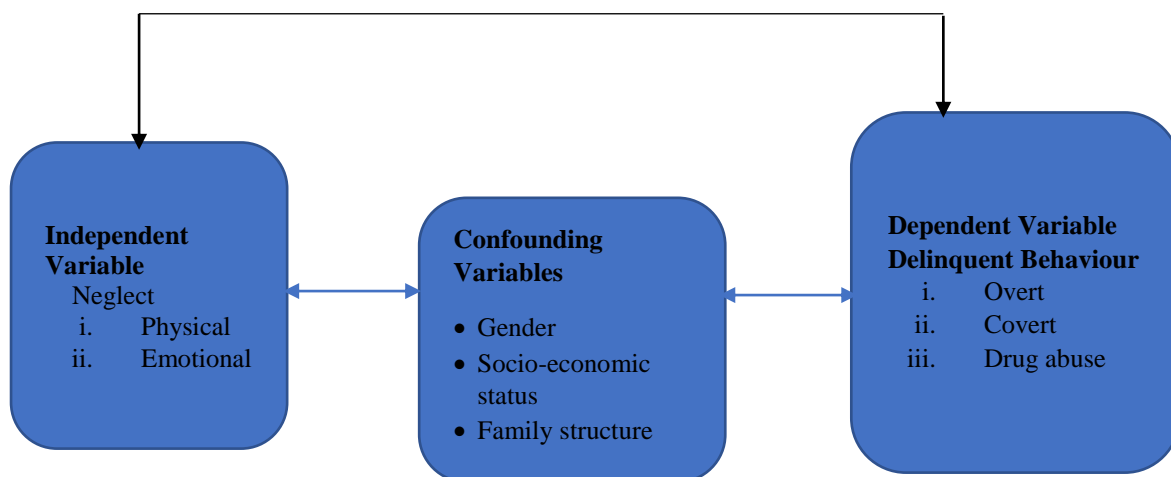 Independent
Variable
Neglect
i. Physical
ii. Emotional
Confounding
Variables
• Gender
• Socio-economic
status
• Family structure
Dependent Variable
Delinquent Behaviour
i. Overt
ii. Covert
iii. Drug abuse